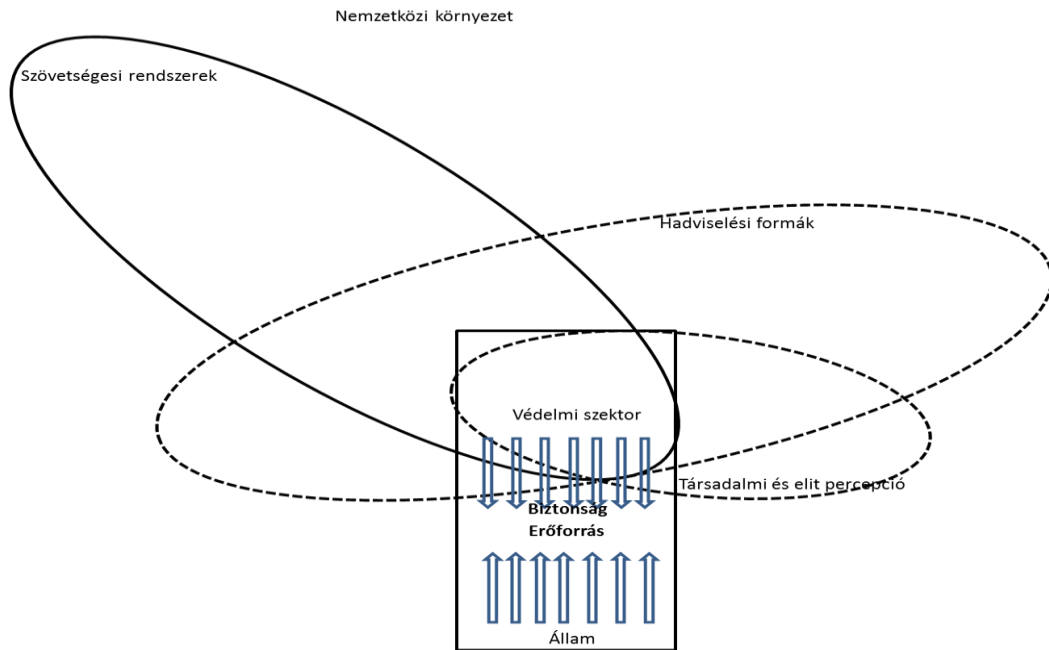 Nemzetközi környezet
Szövetségesi rendszerek
Hadviselési formák
Védelmi szektor
Társadalmi és elit percepció
Biztonság
Erőforrás
Állam